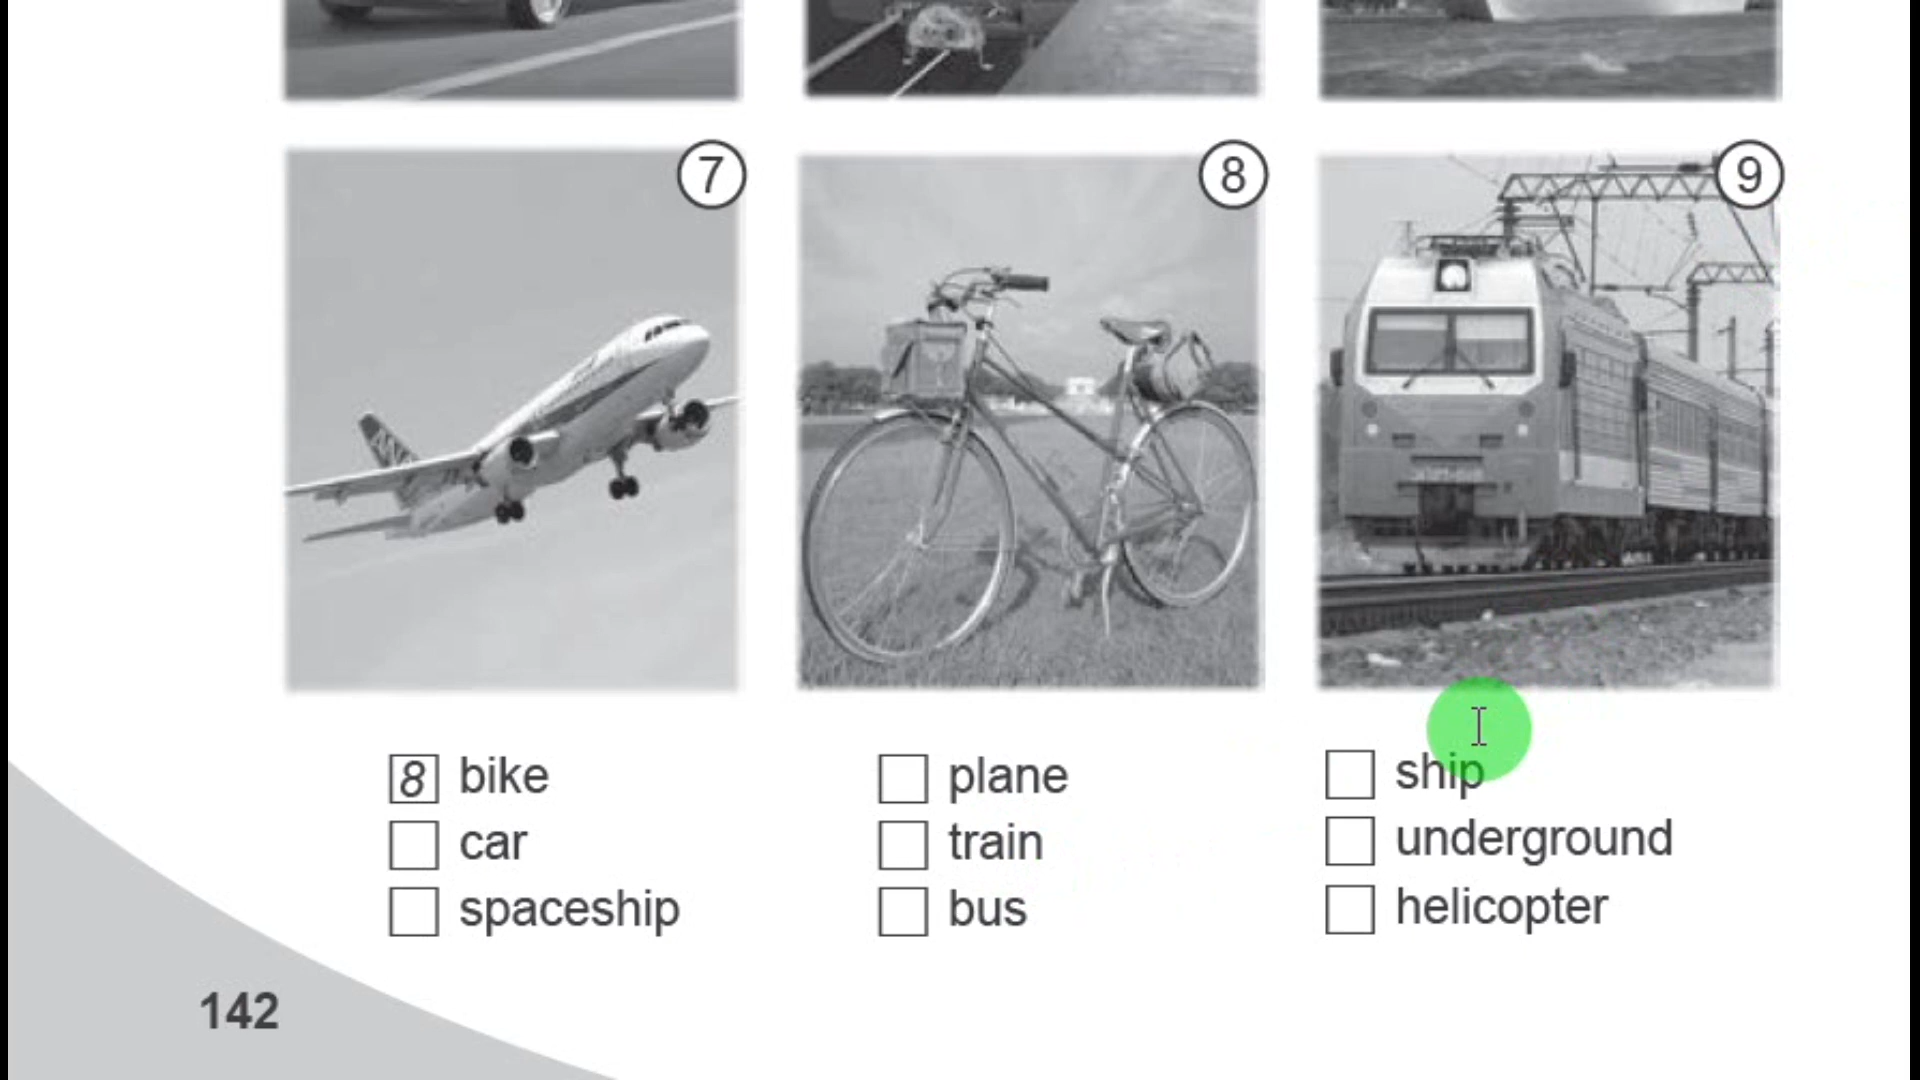 7
8
9
8 bike
plane
ship
car
train
underground
spaceship
bus
helicopter
142